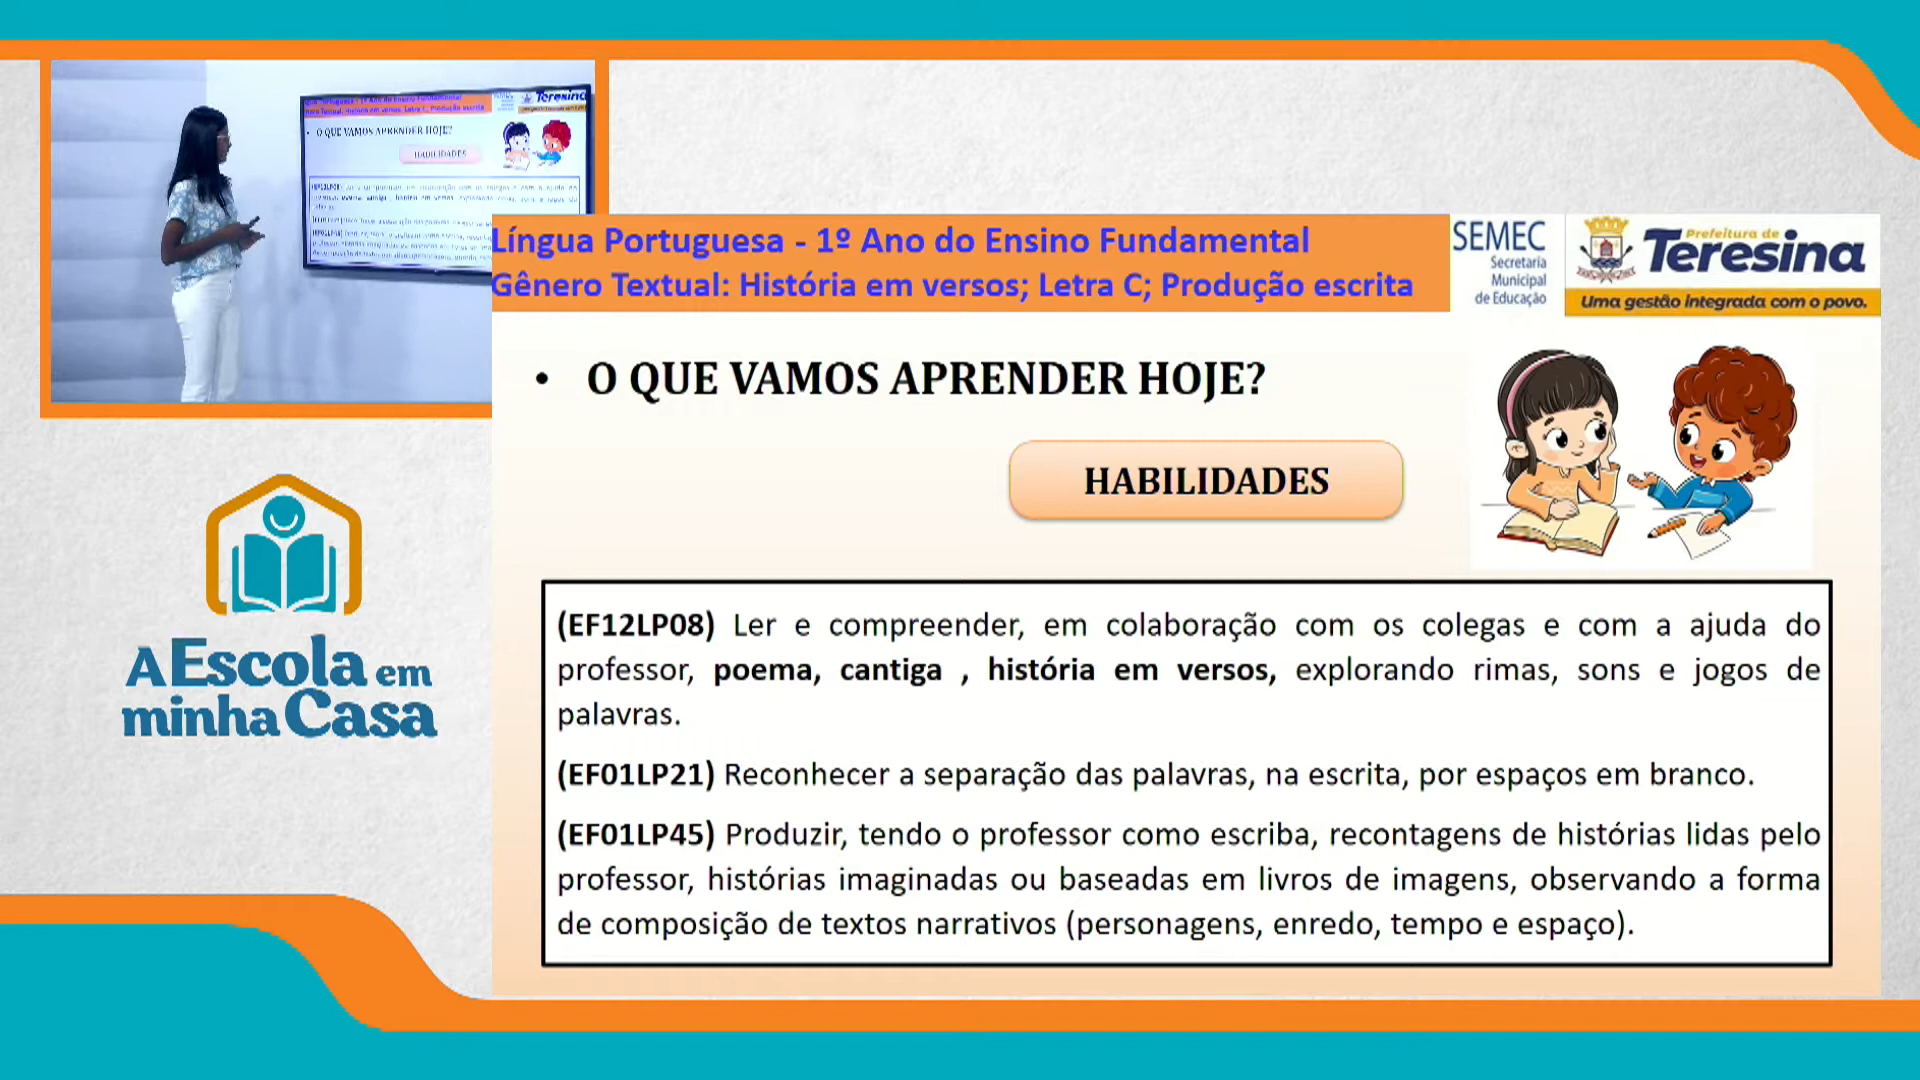 Língua Portuguesa - 1º Ano do Ensino Fundamental
Gênero Textual: História em versos; Letra C; Produção escrita
SEMEC
Secretaria
Municipal
de Educação
Prefeitura de
Teresina
Uma gestão integrada com o povo.
• O QUE VAMOS APRENDER HOJE?
HABILIDADES
(EF12LP08) Ler e compreender, em colaboração com os colegas e com a ajuda do
professor, poema, cantiga , história em versos, explorando rimas, sons e jogos de
palavras.
(EF01LP21) Reconhecer a separação das palavras, na escrita, por espaços em branco.
(EF01LP45) Produzir, tendo o professor como escriba, recontagens de histórias lidas pelo
professor, histórias imaginadas ou baseadas em livros de imagens, observando a forma
de composição de textos narrativos (personagens, enredo, tempo e espaço).
A Escola em
minha Casa
Teresina
• O QUE VAMOS APRENDER HOJE?
HABILIDADES